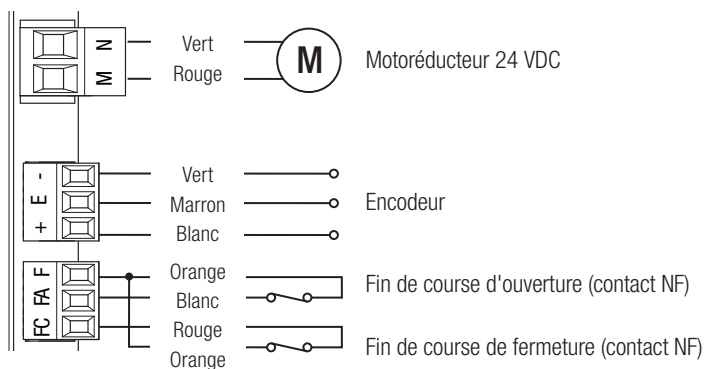 N Vert M Motoréducteur 24 VDC
M Rouge
- Vert
E Marron Encodeur
+ Blanc
F Orange
Fin de course d'ouverture (contact NF)
FA Blanc
FC Rouge
Fin de course de fermeture (contact NF)
Orange